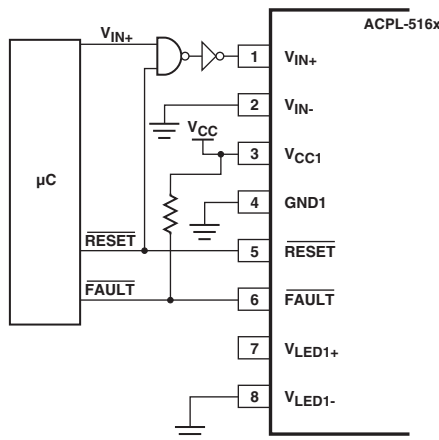 ACPL-516x
VIN+
1 VIN+
2 VIN-
VCC
3 VCC1
µC
4 GND1
RESET
5 RESET
FAULT
6 FAULT
7 VLED1+
8 VLED1-